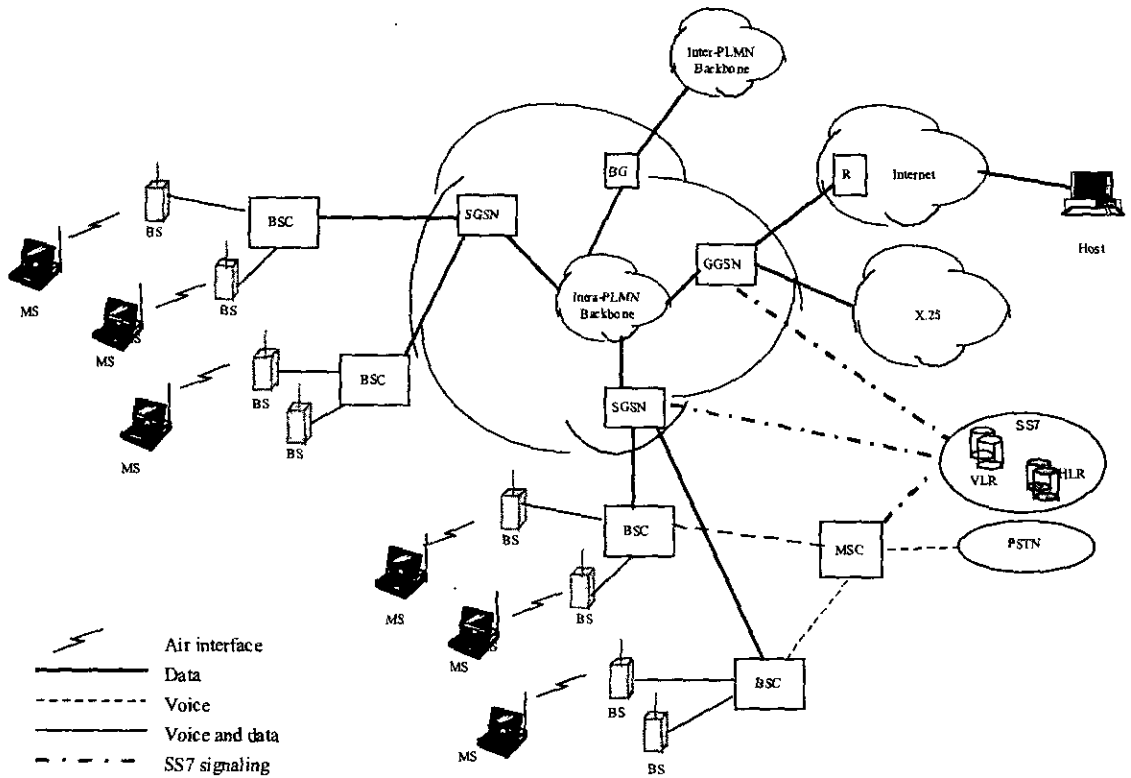 Inter-PLMN
Backbone
BG
R
Internet
Host
BSC
SGSN
BS
GGSN
MS
BS
Intra-PLMN
Backbone
X.25
MS
BSC
BS
SGSN
MS
BS
SS7
VLR
HLR
BS
BSC
MSC
PSTN
MS
BS
MS
BSC
BS
MS
BS
Air interface
Data
Voice
Voice and data
SS7 signaling